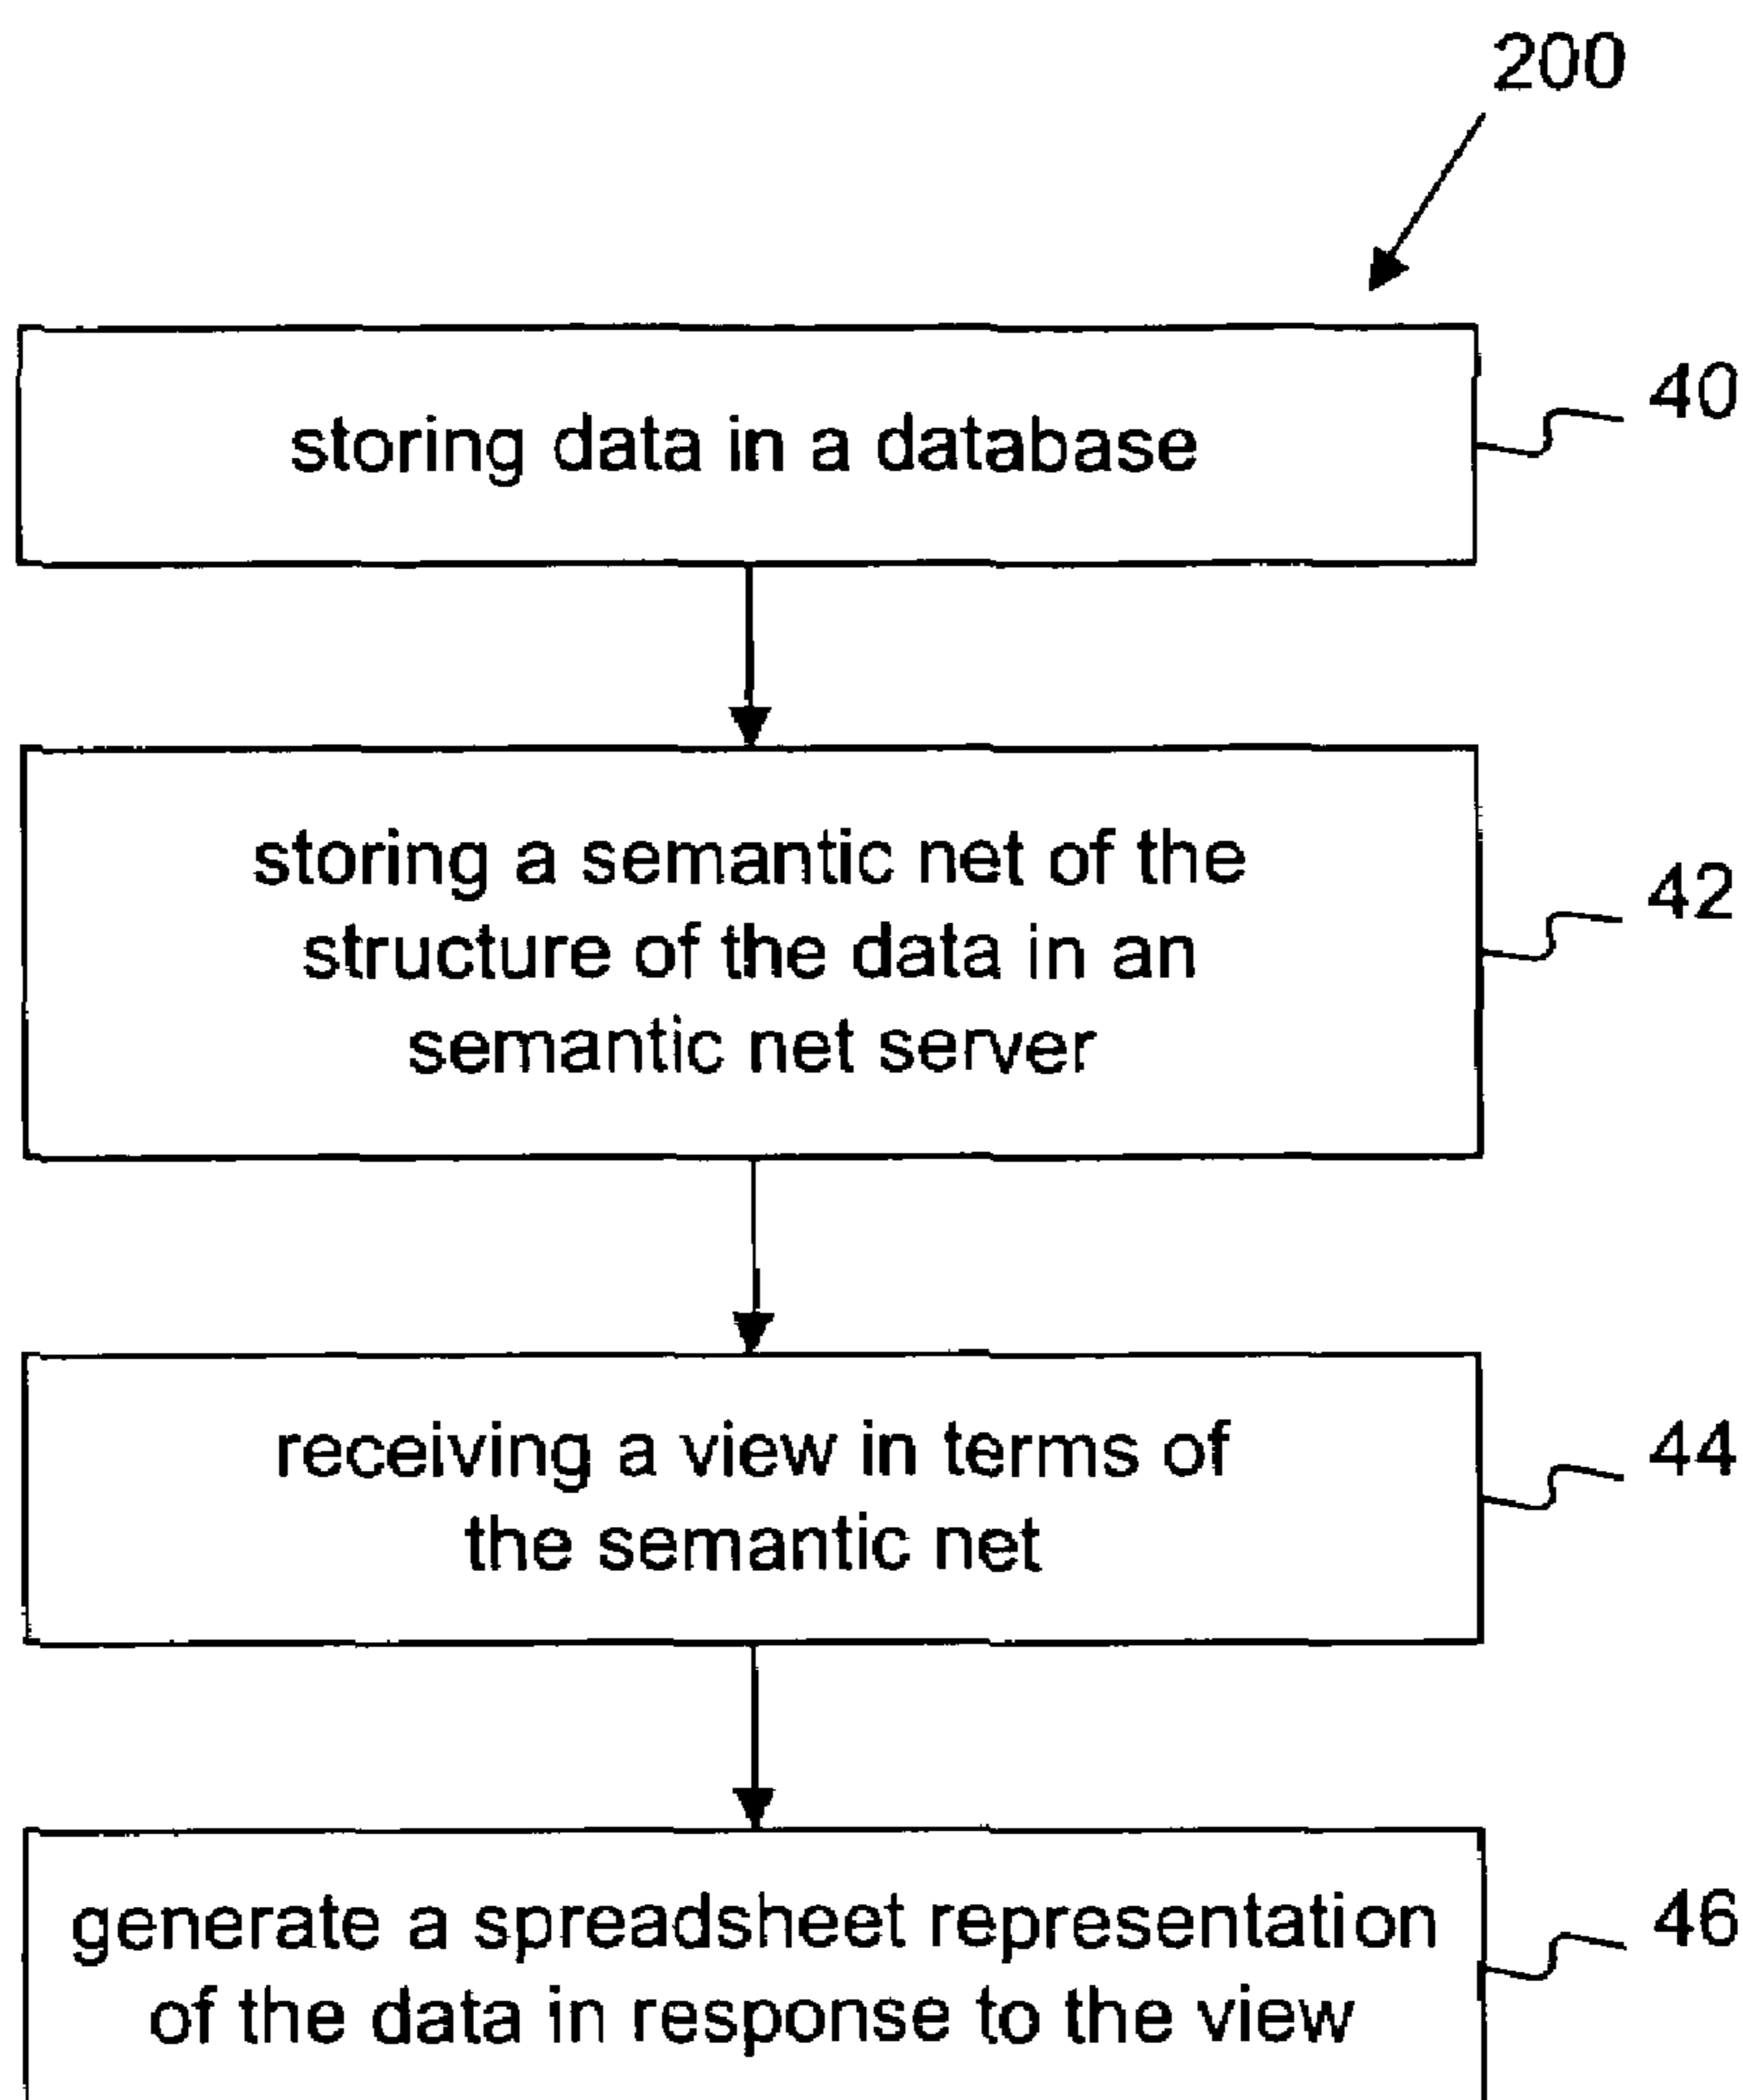 200
storing data in a database
40
storing a semantic net of the
structure of the data in an
semantic net server
42
receiving a view in terms of
the semantic net
44
generate a spreadsheet representation
of the data in response to the view
46